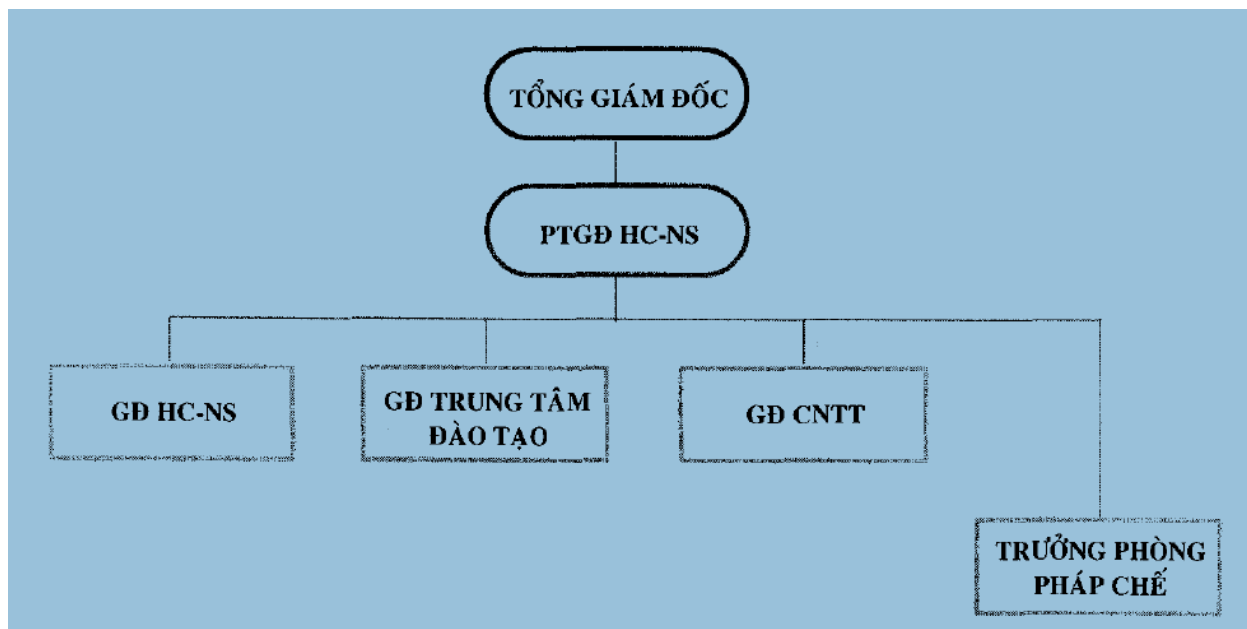 TỔNG GIÁM ĐỐC
PTGĐ HC-NS
GĐ HC-NS
GĐ TRUNG TÂM
ĐÀO TẠO
GĐ CNTT
TRƯỞNG PHÒNG
PHÁP CHẾ